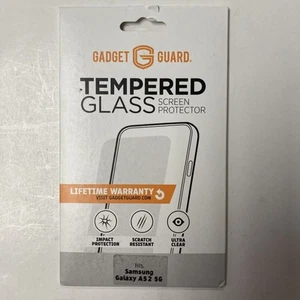 GADGET G GUARD.
TEMPERED
GLASS SCREEN PROTECTOR
LIFETIME WARRANTY
VISIT GADGETGUARD.COM
IMPACT PROTECTION
SCRATCH RESISTANT
ULTRA CLEAR
Fits
Samsung
Galaxy A52 5G